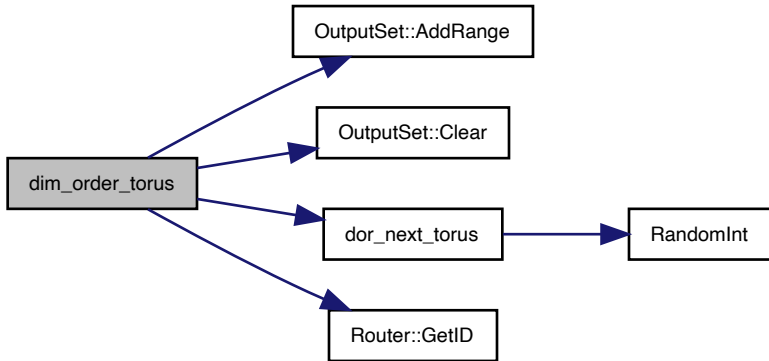 OutputSet::AddRange
OutputSet::Clear
dim_order_torus
dor_next_torus
RandomInt
Router::GetID